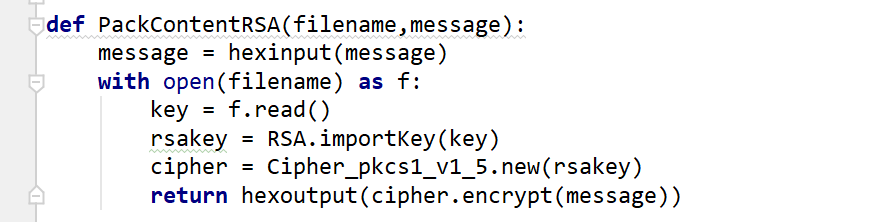 def PackContentRSA(filename,message):
    message = hexinput(message)
    with open(filename) as f:
        key = f.read()
        rsakey = RSA.importKey(key)
        cipher = Cipher_pkcs1_v1_5.new(rsakey)
        return hexoutput(cipher.encrypt(message))